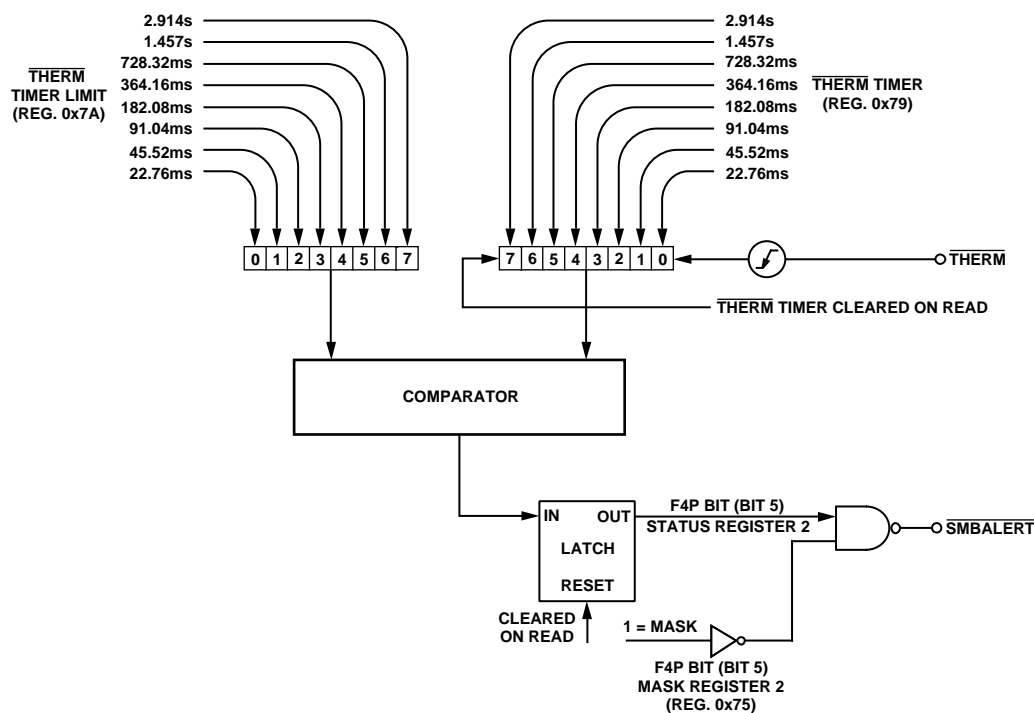 2.914s
1.457s
728.32ms
364.16ms
182.08ms
91.04ms
45.52ms
22.76ms
THERM
TIMER LIMIT
(REG. 0x7A)
2.914s
1.457s
728.32ms
364.16ms
182.08ms
91.04ms
45.52ms
22.76ms
THERM TIMER
(REG. 0x79)
0 1 2 3 4 5 6 7
7 6 5 4 3 2 1 0
THERM
THERM TIMER CLEARED ON READ
COMPARATOR
IN OUT
LATCH
RESET
F4P BIT (BIT 5)
STATUS REGISTER 2
SMBALERT
CLEARED
ON READ
1 = MASK
F4P BIT (BIT 5)
MASK REGISTER 2
(REG. 0x75)